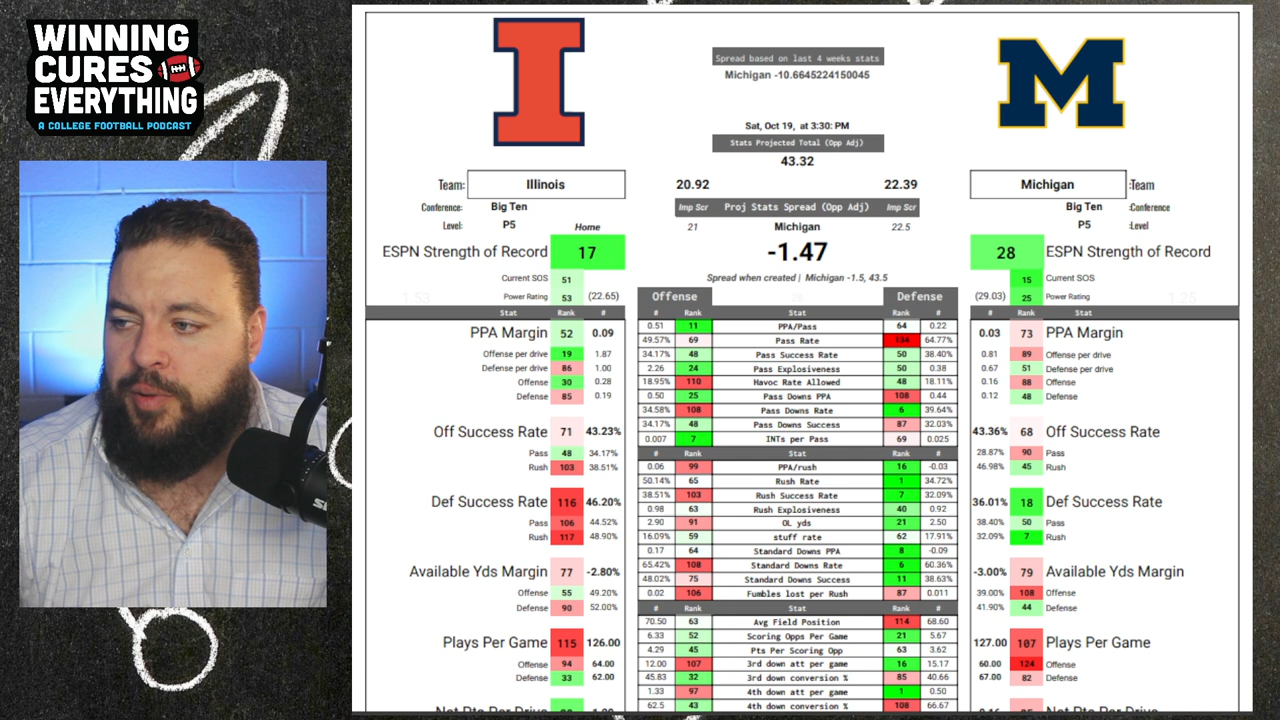 WINNING
CURES
EVERYTHING
A COLLEGE FOOTBALL PODCAST
Spread based on last 4 weeks stats
Michigan -10.6645224150045
Sat, Oct 19, at 3:30: PM
Stats Projected Total (Opp Adj)
43.32
Team: Illinois 20.92 22.39 Michigan :Team
Conference: Big Ten Imp Scr Proj Stats Spread (Opp Adj) Imp Scr Big Ten :Conference
Level: P5 Home 21 Michigan 22.5 P5 :Level
ESPN Strength of Record 17 -1.47 28 ESPN Strength of Record
Current SOS 51 Spread when created | Michigan -1.5, 43.5 15 Current SOS
1.53 Power Rating 53 (22.65) Offense Defense (29.03) 25 Power Rating 1.25
Stat Rank # # Rank Stat Rank # # Rank Stat
PPA Margin 52 0.09 0.51 11 PPA/Pass 64 0.22 0.03 73 PPA Margin
49.57% 69 Pass Rate 134 64.77%
Offense per drive 19 1.87 34.17% 48 Pass Success Rate 50 38.40% 0.81 89 Offense per drive
Defense per drive 86 1.00 2.26 24 Pass Explosiveness 50 0.38 0.67 51 Defense per drive
Offense 30 0.28 18.95% 110 Havoc Rate Allowed 48 18.11% 0.16 88 Offense
Defense 85 0.19 0.50 25 Pass Downs PPA 108 0.44 0.12 48 Defense
34.58% 108 Pass Downs Rate 6 39.64%
Off Success Rate 71 43.23% 34.17% 48 Pass Downs Success 87 32.03% 43.36% 68 Off Success Rate
0.007 7 INTs per Pass 69 0.025
Pass 48 34.17% # Rank Stat Rank # 28.87% 90 Pass
Rush 103 38.51% 0.06 99 PPA/rush 16 -0.03 46.98% 45 Rush
50.14% 65 Rush Rate 1 34.72%
Def Success Rate 116 46.20% 38.51% 103 Rush Success Rate 7 32.09% 36.01% 18 Def Success Rate
0.98 63 Rush Explosiveness 40 0.92
Pass 106 44.52% 2.90 91 OL yds 21 2.50 38.40% 50 Pass
Rush 117 48.90% 16.09% 59 stuff rate 62 17.91% 32.09% 7 Rush
0.17 64 Standard Downs PPA 8 -0.09
Available Yds Margin 77 -2.80% 65.42% 108 Standard Downs Rate 6 60.36% -3.00% 79 Available Yds Margin
48.02% 75 Standard Downs Success 11 38.63%
Offense 55 49.20% 0.02 106 Fumbles lost per Rush 87 0.011 39.00% 108 Offense
Defense 90 52.00% # Rank Stat Rank # 41.90% 44 Defense
70.50 63 Avg Field Position 114 68.60
Plays Per Game 115 126.00 6.33 52 Scoring Opps Per Game 21 5.67 127.00 107 Plays Per Game
4.29 45 Pts Per Scoring Opp 63 3.62
Offense 94 64.00 12.00 107 3rd down att per game 16 15.17 60.00 124 Offense
Defense 33 62.00 45.83 32 3rd down conversion % 85 40.66 67.00 82 Defense
1.33 97 4th down att per game 1 0.50
62.5 43 4th down conversion % 108 66.67